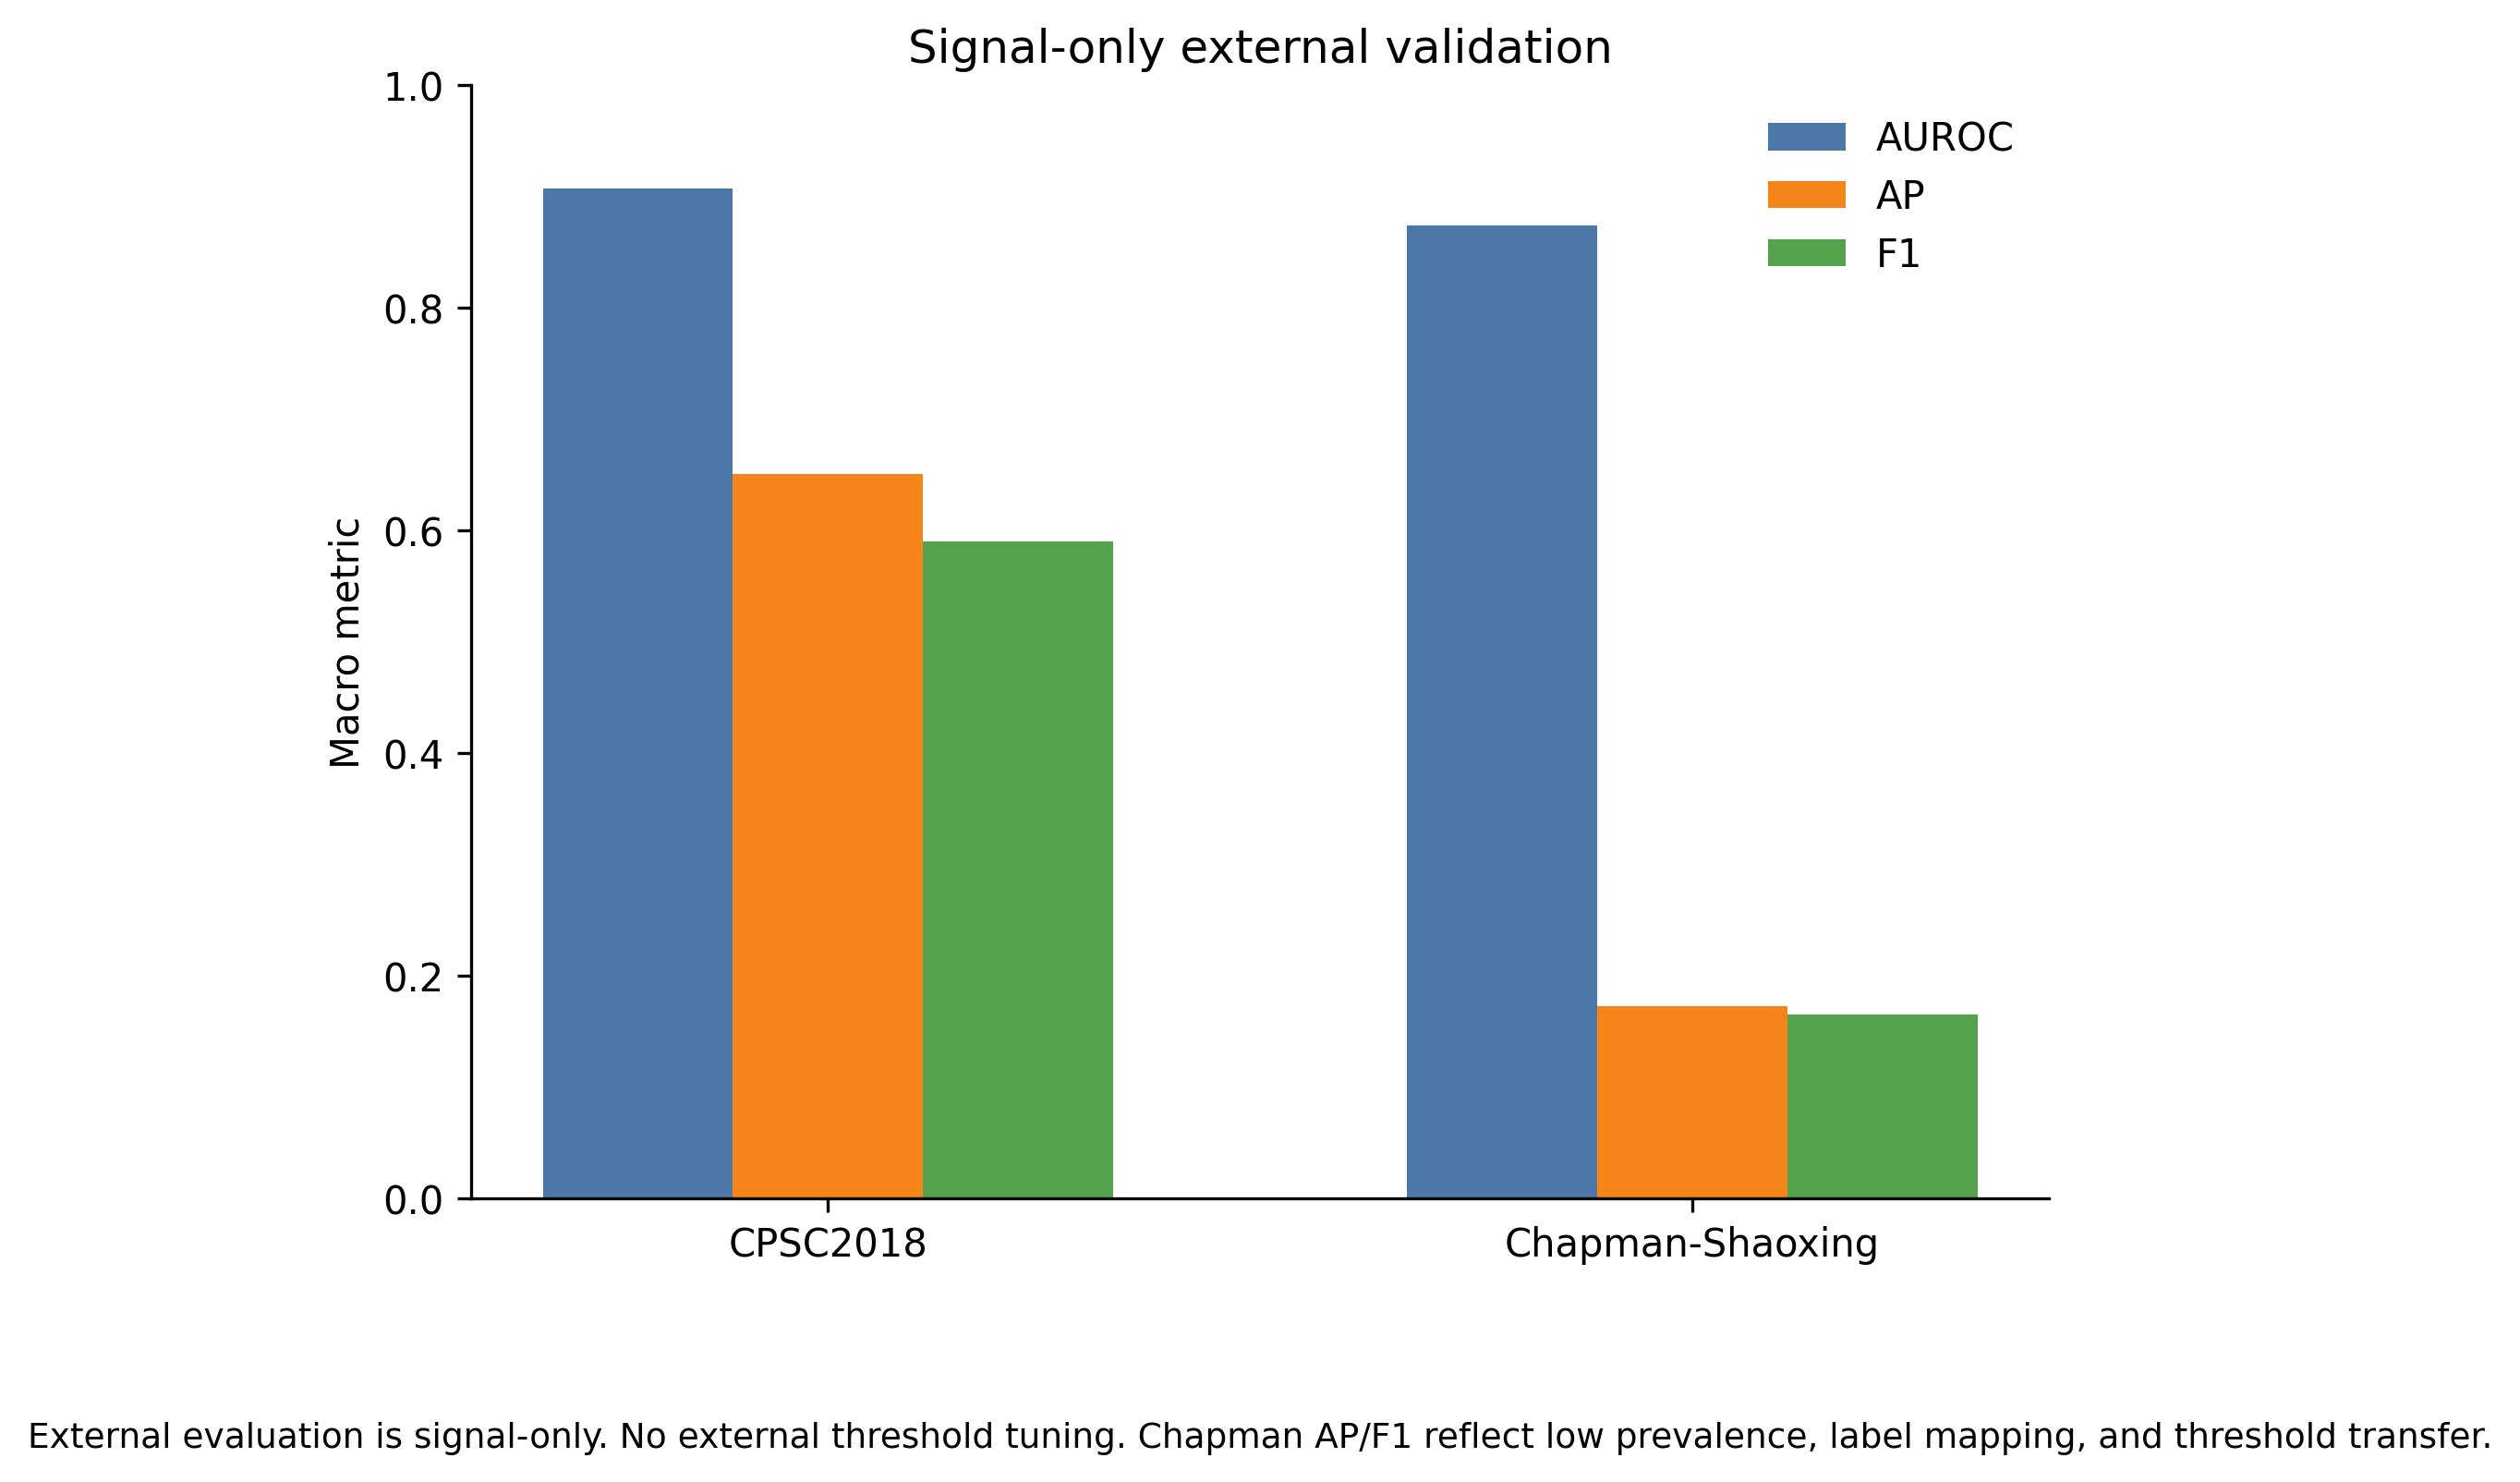 Signal-only external validation
AUROC
AP
F1
Macro metric
1.0
0.8
0.6
0.4
0.2
0.0
CPSC2018
Chapman-Shaoxing
External evaluation is signal-only. No external threshold tuning. Chapman AP/F1 reflect low prevalence, label mapping, and threshold transfer.